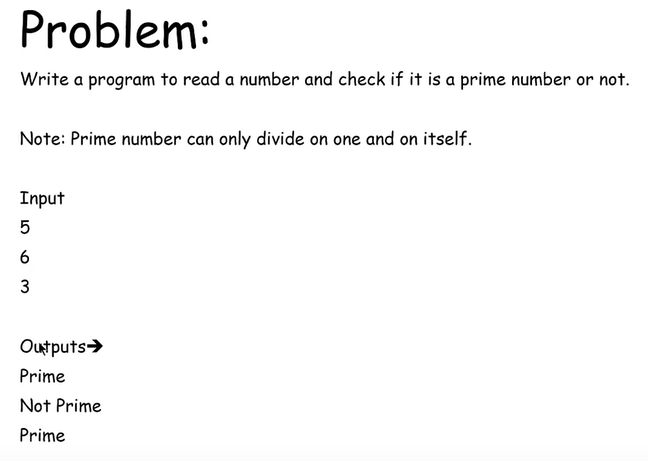 Problem:
Write a program to read a number and check if it is a prime number or not.
Note: Prime number can only divide on one and on itself.
Input
5
6
3
Outputs➔
Prime
Not Prime
Prime